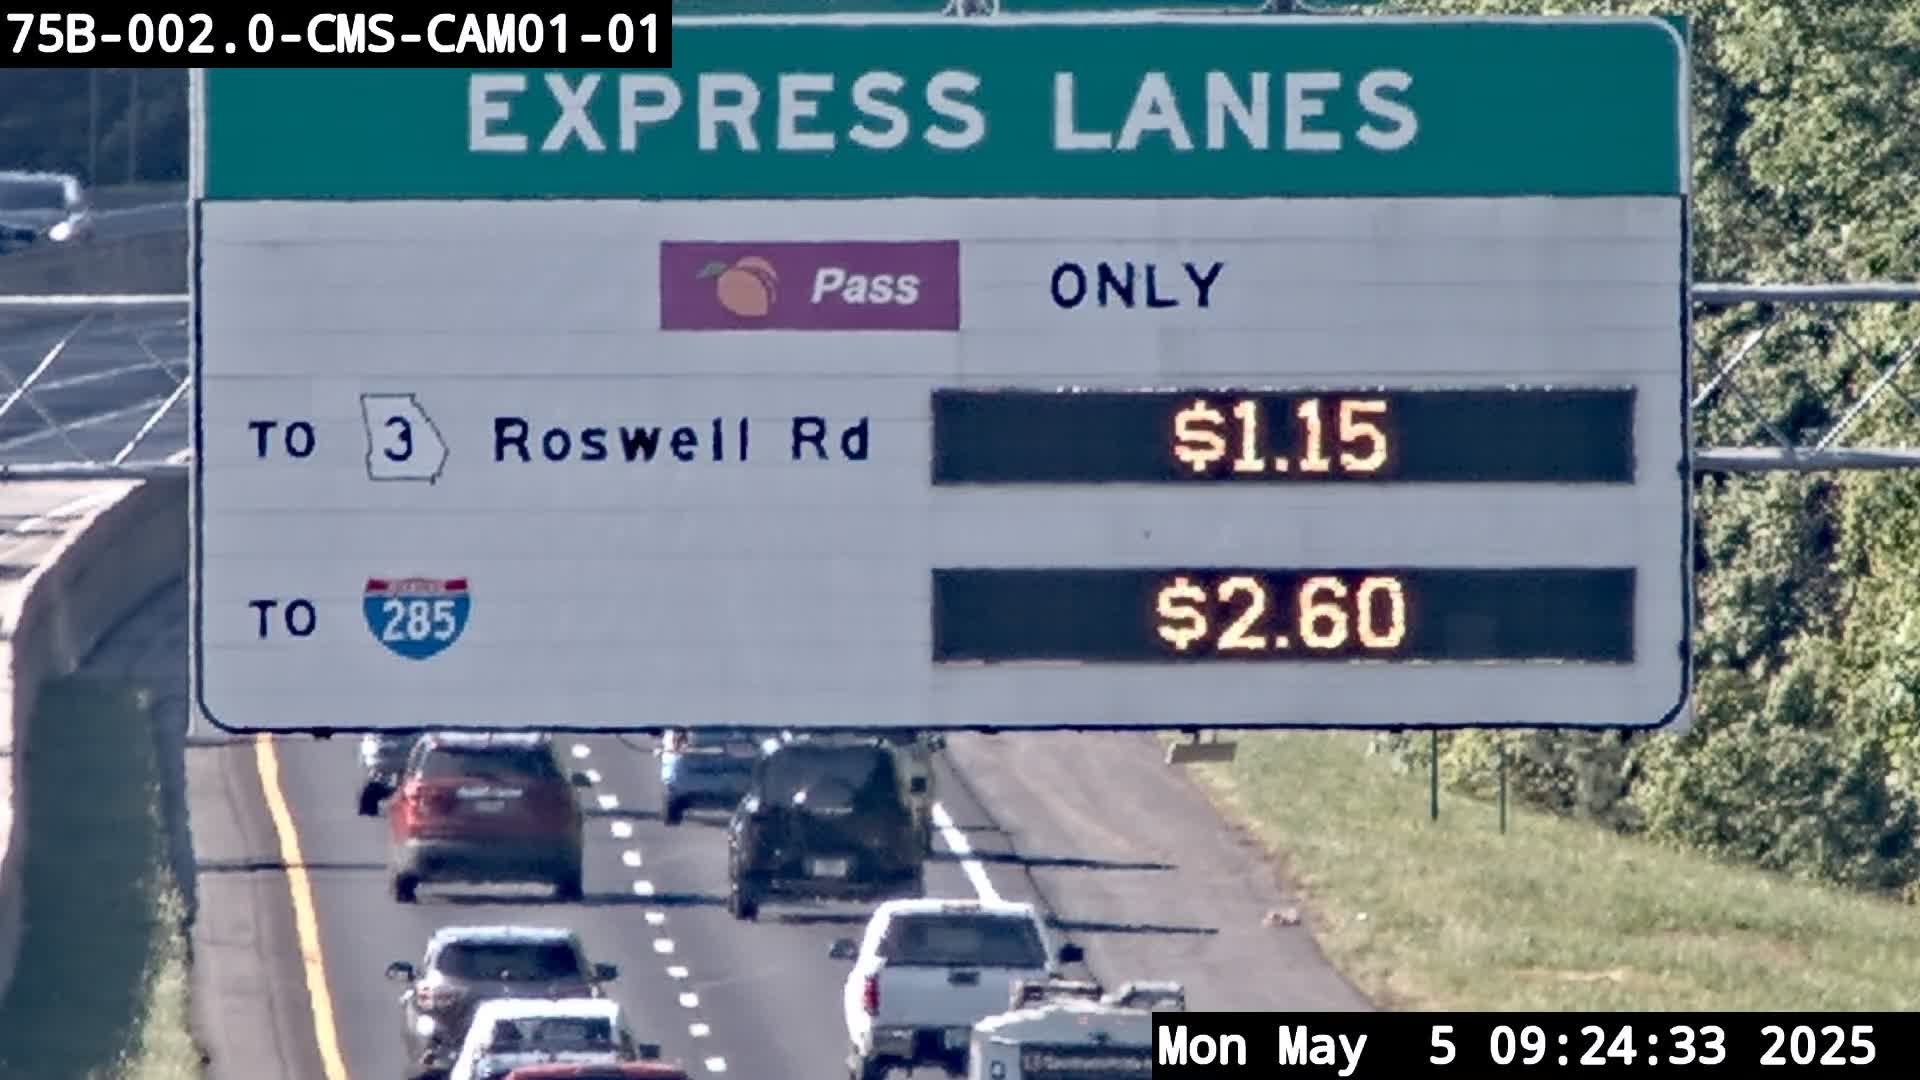 75B-002.0-CMS-CAM01-01
EXPRESS LANES
Pass ONLY
TO 3 Roswell Rd $1.15
TO 285 $2.60
Mon May 5 09:24:33 2025